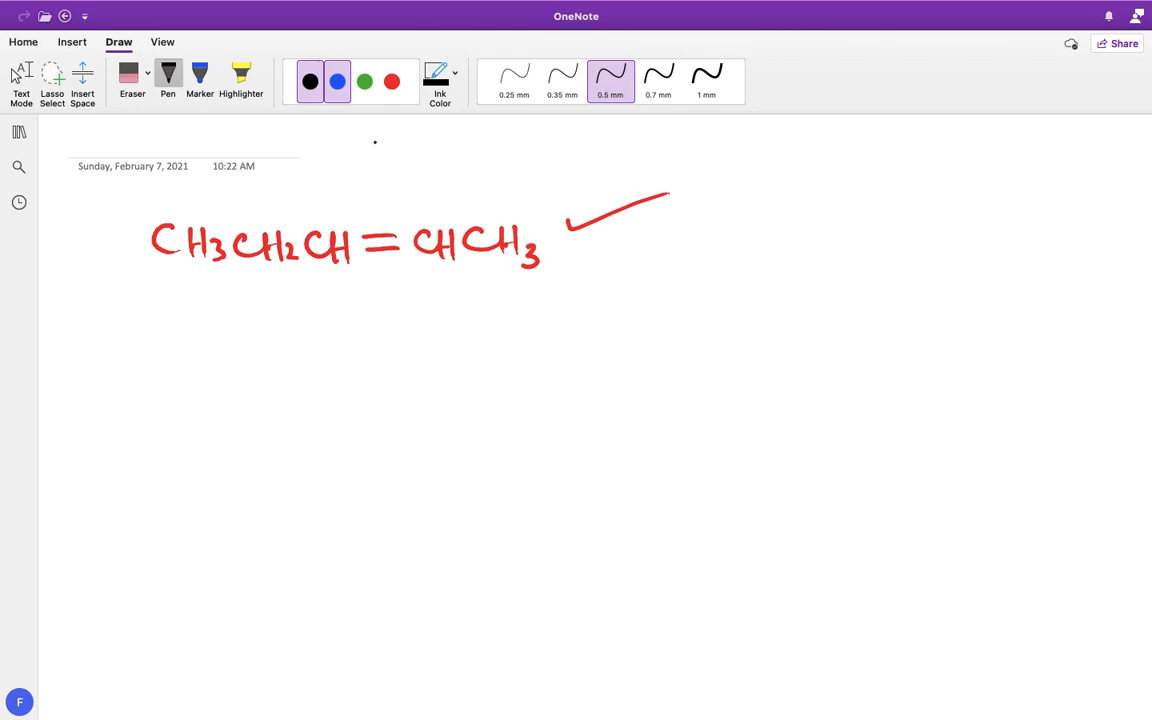 OneNote
Home Insert Draw View Share
Text Mode Lasso Select Insert Space Eraser Pen Marker Highlighter Ink Color 0.25 mm 0.35 mm 0.5 mm 0.7 mm 1 mm
Sunday, February 7, 2021 10:22 AM
CH3CH2CH=CHCH3
F